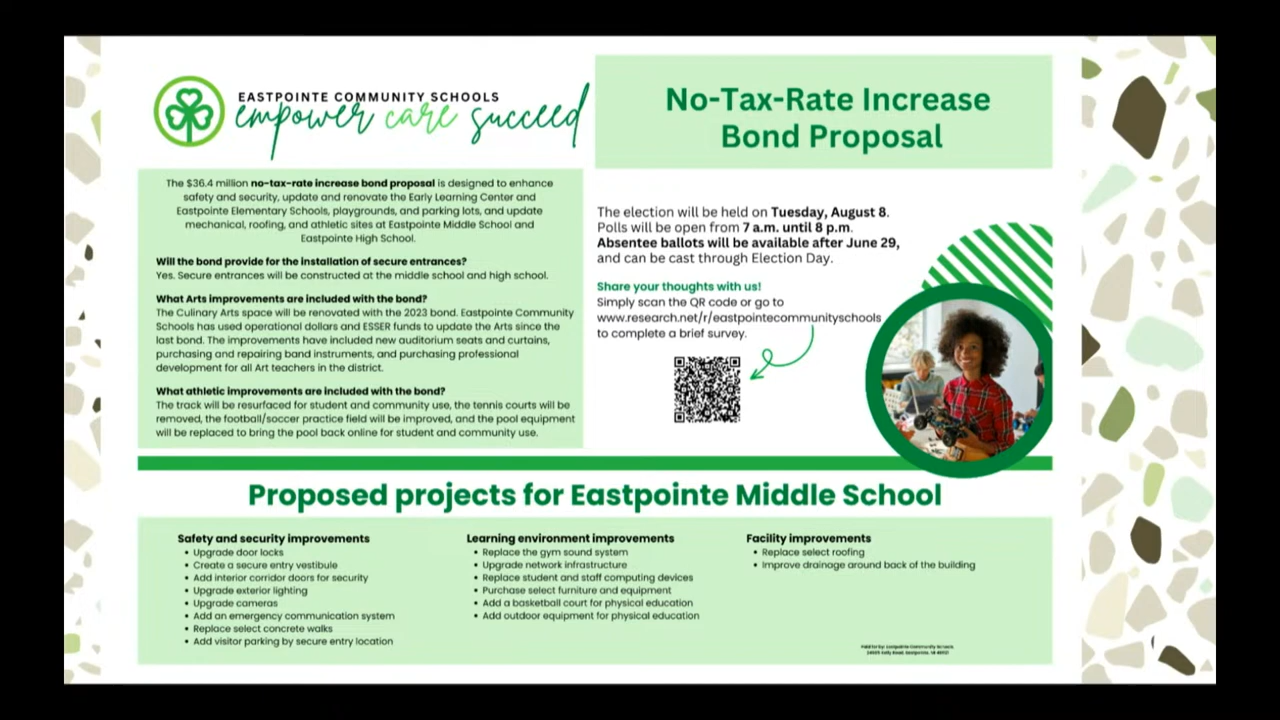 EASTPOINTE COMMUNITY SCHOOLS
empower care succeed
No-Tax-Rate Increase
Bond Proposal
The $36.4 million no-tax-rate increase bond proposal is designed to enhance
safety and security, update and renovate the Early Learning Center and
Eastpointe Elementary Schools, playgrounds, and parking lots, and update
mechanical, roofing, and athletic sites at Eastpointe Middle School and
Eastpointe High School.
Will the bond provide for the installation of secure entrances?
Yes. Secure entrances will be constructed at the middle school and high school.
What Arts improvements are included with the bond?
The Culinary Arts space will be renovated with the 2023 bond. Eastpointe Community
Schools has used operational dollars and ESSER funds to update the Arts since the
last bond. The improvements have included new auditorium seats and curtains,
purchasing and repairing band instruments, and purchasing professional
development for all Art teachers in the district.
What athletic improvements are included with the bond?
The track will be resurfaced for student and community use, the tennis courts will be
removed, the football/soccer practice field will be improved, and the pool equipment
will be replaced to bring the pool back online for student and community use.
The election will be held on Tuesday, August 8.
Polls will be open from 7 a.m. until 8 p.m.
Absentee ballots will be available after June 29,
and can be cast through Election Day.
Share your thoughts with us!
Simply scan the QR code or go to
www.research.net/r/eastpointecommunityschools
to complete a brief survey.
Proposed projects for Eastpointe Middle School
Safety and security improvements
• Upgrade door locks
• Create a secure entry vestibule
• Add interior corridor doors for security
• Upgrade exterior lighting
• Upgrade cameras
• Add an emergency communication system
• Replace select concrete walks
• Add visitor parking by secure entry location
Learning environment improvements
• Replace the gym sound system
• Upgrade network infrastructure
• Replace student and staff computing devices
• Purchase select furniture and equipment
• Add a basketball court for physical education
• Add outdoor equipment for physical education
Facility improvements
• Replace select roofing
• Improve drainage around back of the building
Paid for by: Eastpointe Community Schools,
Eastpointe, MI